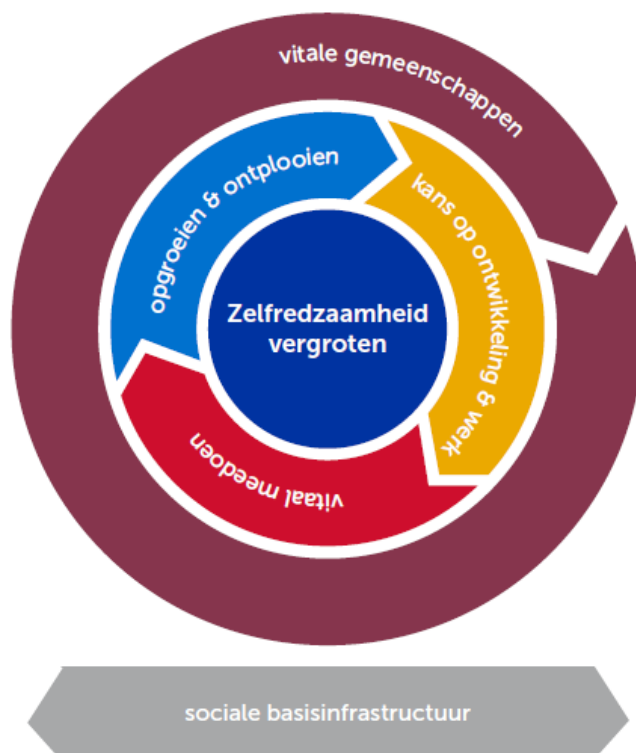 vitale gemeenschappen
opgroeien & ontplooien
kans op ontwikkeling & werk
Zelfredzaamheid
vergroten
vitaal meedoen
sociale basisinfrastructuur